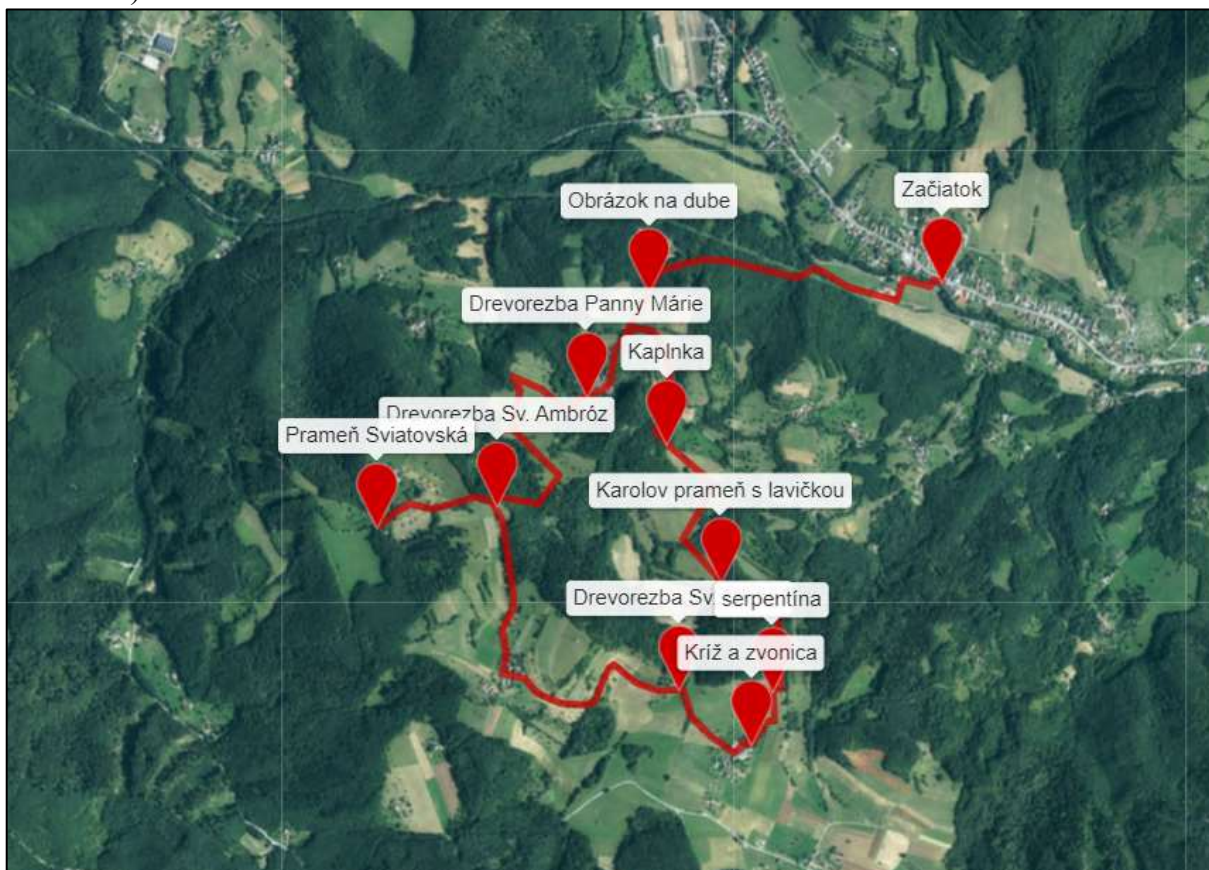 Začiatok
Obrázok na dube
Drevorezba Panny Márie
Kaplnka
Drevorezba Sv. Ambróz
Prameň Sviatovská
Karolov prameň s lavičkou
Drevorezba Sv.
serpentína
Kríž a zvonica